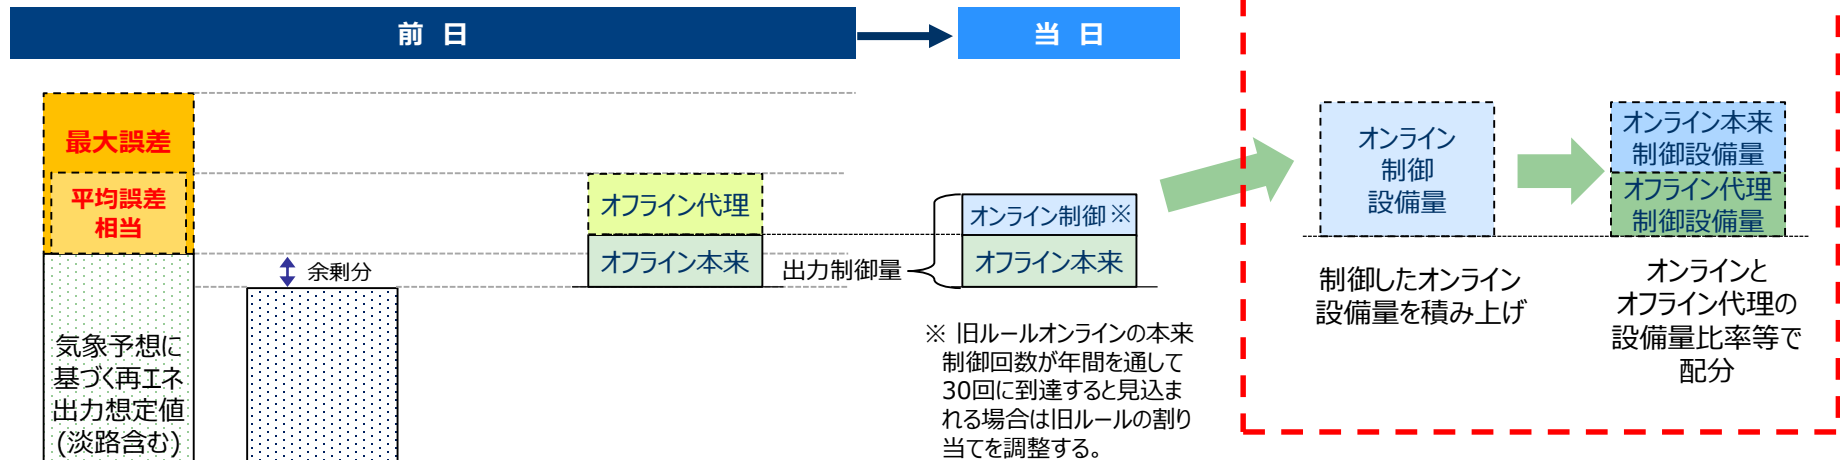 前 日
当 日
最大誤差
平均誤差
相当
気象予想に
基づく再エネ
出力想定値
(淡路含む)
余剰分
オフライン代理
オフライン本来
出力制御量
オンライン制御※
オフライン本来
※ 旧ルールオンラインの本来
制御回数が年間を通して
30回に到達すると見込ま
れる場合は旧ルールの割り
当てを調整する。
オンライン
制御
設備量
制御したオンライン
設備量を積み上げ
オンライン本来
制御設備量
オフライン代理
制御設備量
オンラインと
オフライン代理の
設備量比率等で
配分